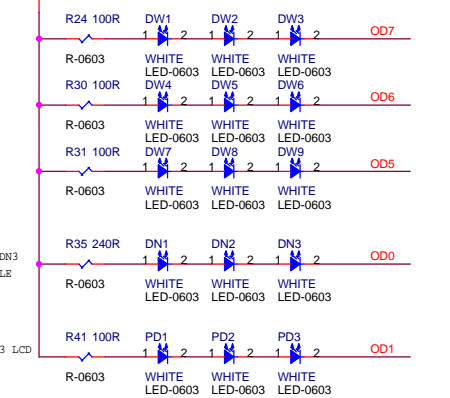 R24 100R DW1 DW2 DW3
1 2 1 2 1 2 OD7
R-0603 WHITE WHITE WHITE
LED-0603 LED-0603 LED-0603
R30 100R DW4 DW5 DW6
1 2 1 2 1 2 OD6
R-0603 WHITE WHITE WHITE
LED-0603 LED-0603 LED-0603
R31 100R DW7 DW8 DW9
1 2 1 2 1 2 OD5
R-0603 WHITE WHITE WHITE
LED-0603 LED-0603 LED-0603
R35 240R DN1 DN2 DN3
DN3 1 2 1 2 1 2 OD0
LE R-0603 WHITE WHITE WHITE
LED-0603 LED-0603 LED-0603
R41 100R PD1 PD2 PD3
3 LCD 1 2 1 2 1 2 OD1
R-0603 WHITE WHITE WHITE
LED-0603 LED-0603 LED-0603